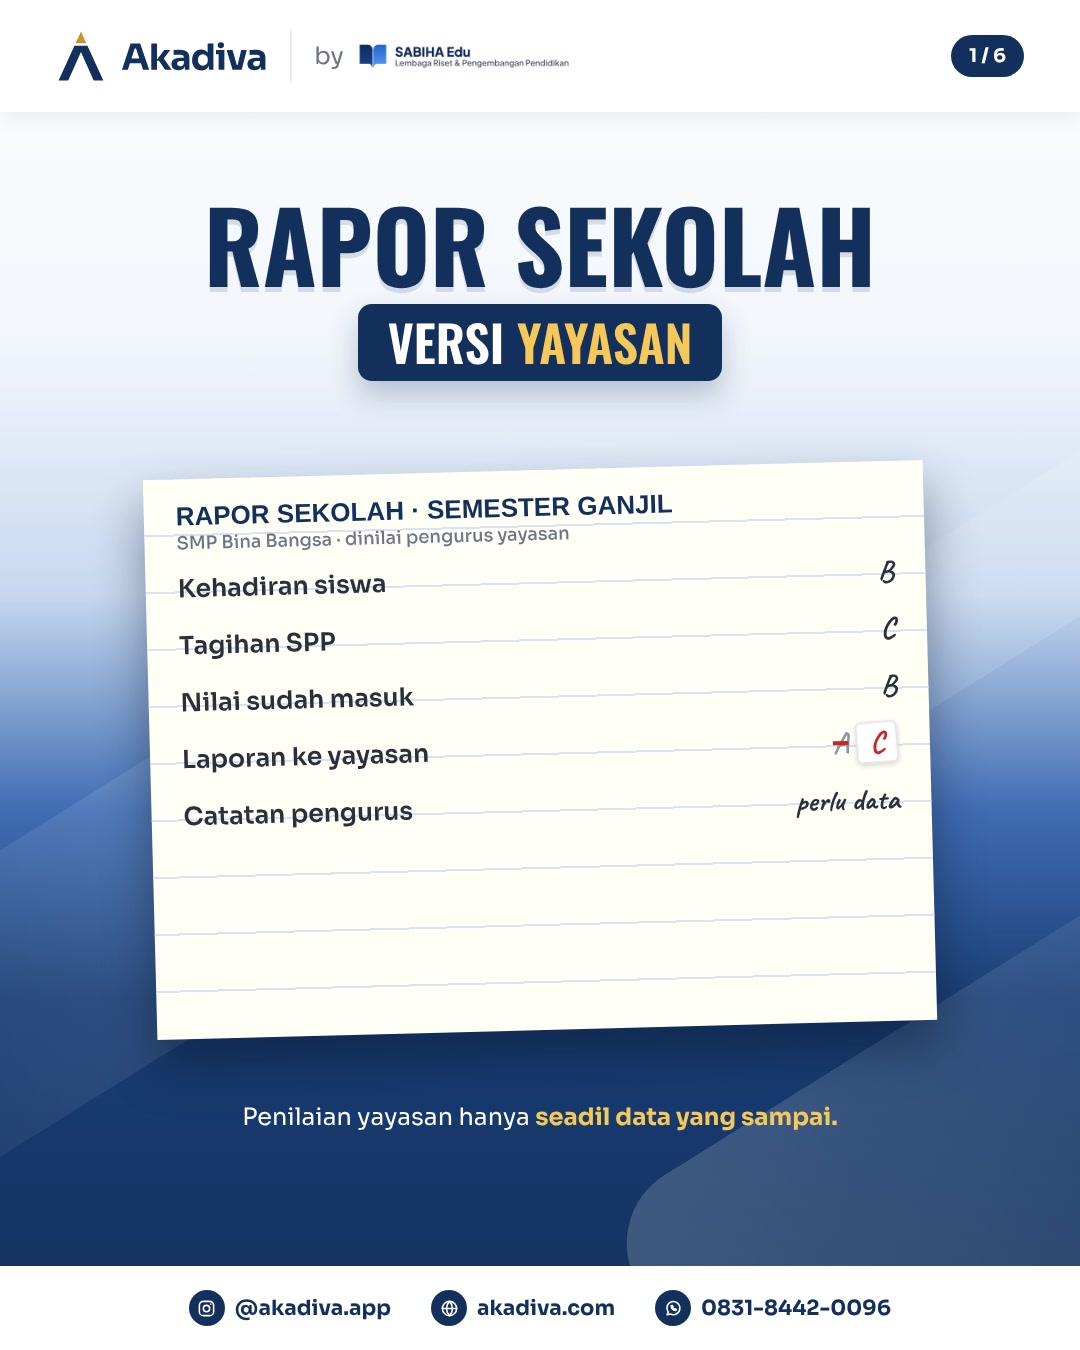 Akadiva
by
SABIHA Edu
Lembaga Riset & Pengembangan Pendidikan
1 / 6
RAPOR SEKOLAH
VERSI YAYASAN
RAPOR SEKOLAH · SEMESTER GANJIL
SMP Bina Bangsa · dinilai pengurus yayasan
Kehadiran siswa B
Tagihan SPP C
Nilai sudah masuk B
Laporan ke yayasan A C
Catatan pengurus perlu data
Penilaian yayasan hanya seadil data yang sampai.
@akadiva.app
akadiva.com
0831-8442-0096